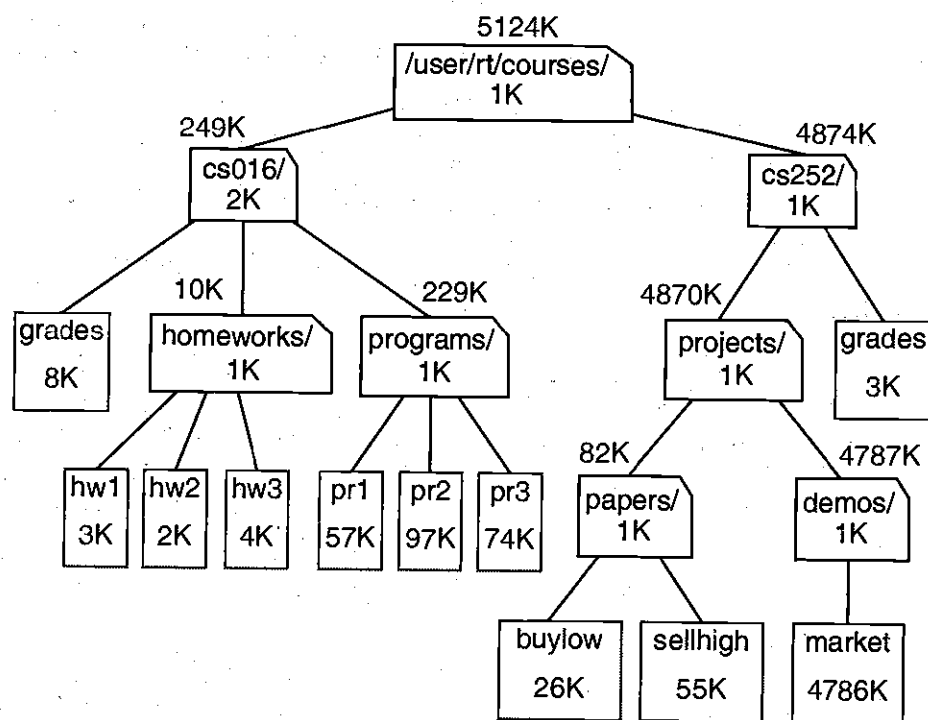 5124K
/user/rt/courses/
1K
249K
cs016/
2K
4874K
cs252/
1K
grades
8K
10K
homeworks/
1K
229K
programs/
1K
4870K
projects/
1K
grades
3K
hw1
3K
hw2
2K
hw3
4K
pr1
57K
pr2
97K
pr3
74K
82K
papers/
1K
4787K
demos/
1K
buylow
26K
sellhigh
55K
market
4786K